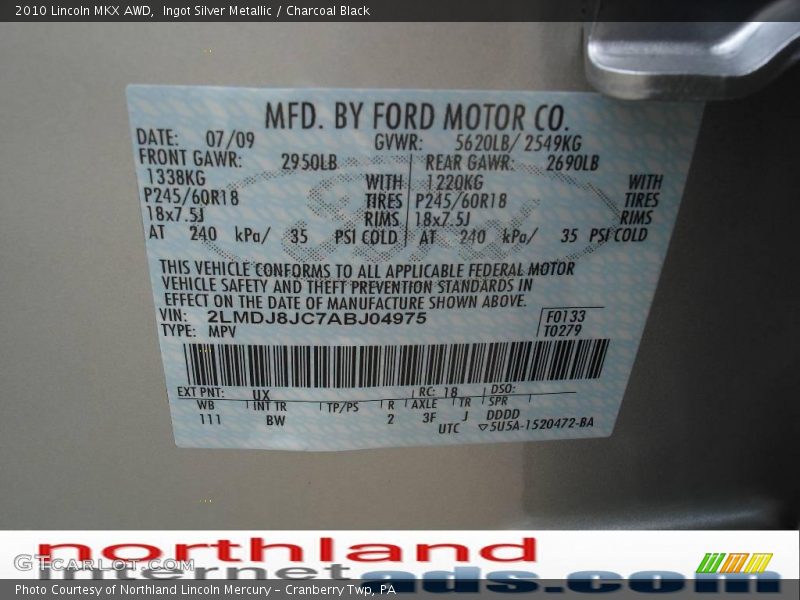 2010 Lincoln MKX AWD,  Ingot Silver Metallic / Charcoal Black
MFD. BY FORD MOTOR CO.
DATE: 07/09 GVWR: 5620LB/ 2549KG
FRONT GAWR: 2950LB REAR GAWR: 2690LB
1338KG WITH 1220KG WITH
P245/60R18 TIRES P245/60R18 TIRES
18x7.5J RIMS 18x7.5J RIMS
AT 240 kPa/ 35 PSI COLD AT 240 kPa/ 35 PSI COLD
THIS VEHICLE CONFORMS TO ALL APPLICABLE FEDERAL MOTOR
VEHICLE SAFETY AND THEFT PREVENTION STANDARDS IN
EFFECT ON THE DATE OF MANUFACTURE SHOWN ABOVE.
VIN: 2LMDJ8JC7ABJ04975 F0133
TYPE: MPV T0279
EXT PNT: UX RC: 18 DSO:
WB INT TR TP/PS R AXLE TR SPR
111 BW 2 3F J DDDD
UTC ▽5U5A-1520472-BA
northland
GTCarLot.com
internet ads.com
Photo Courtesy of Northland Lincoln Mercury – Cranberry Twp, PA